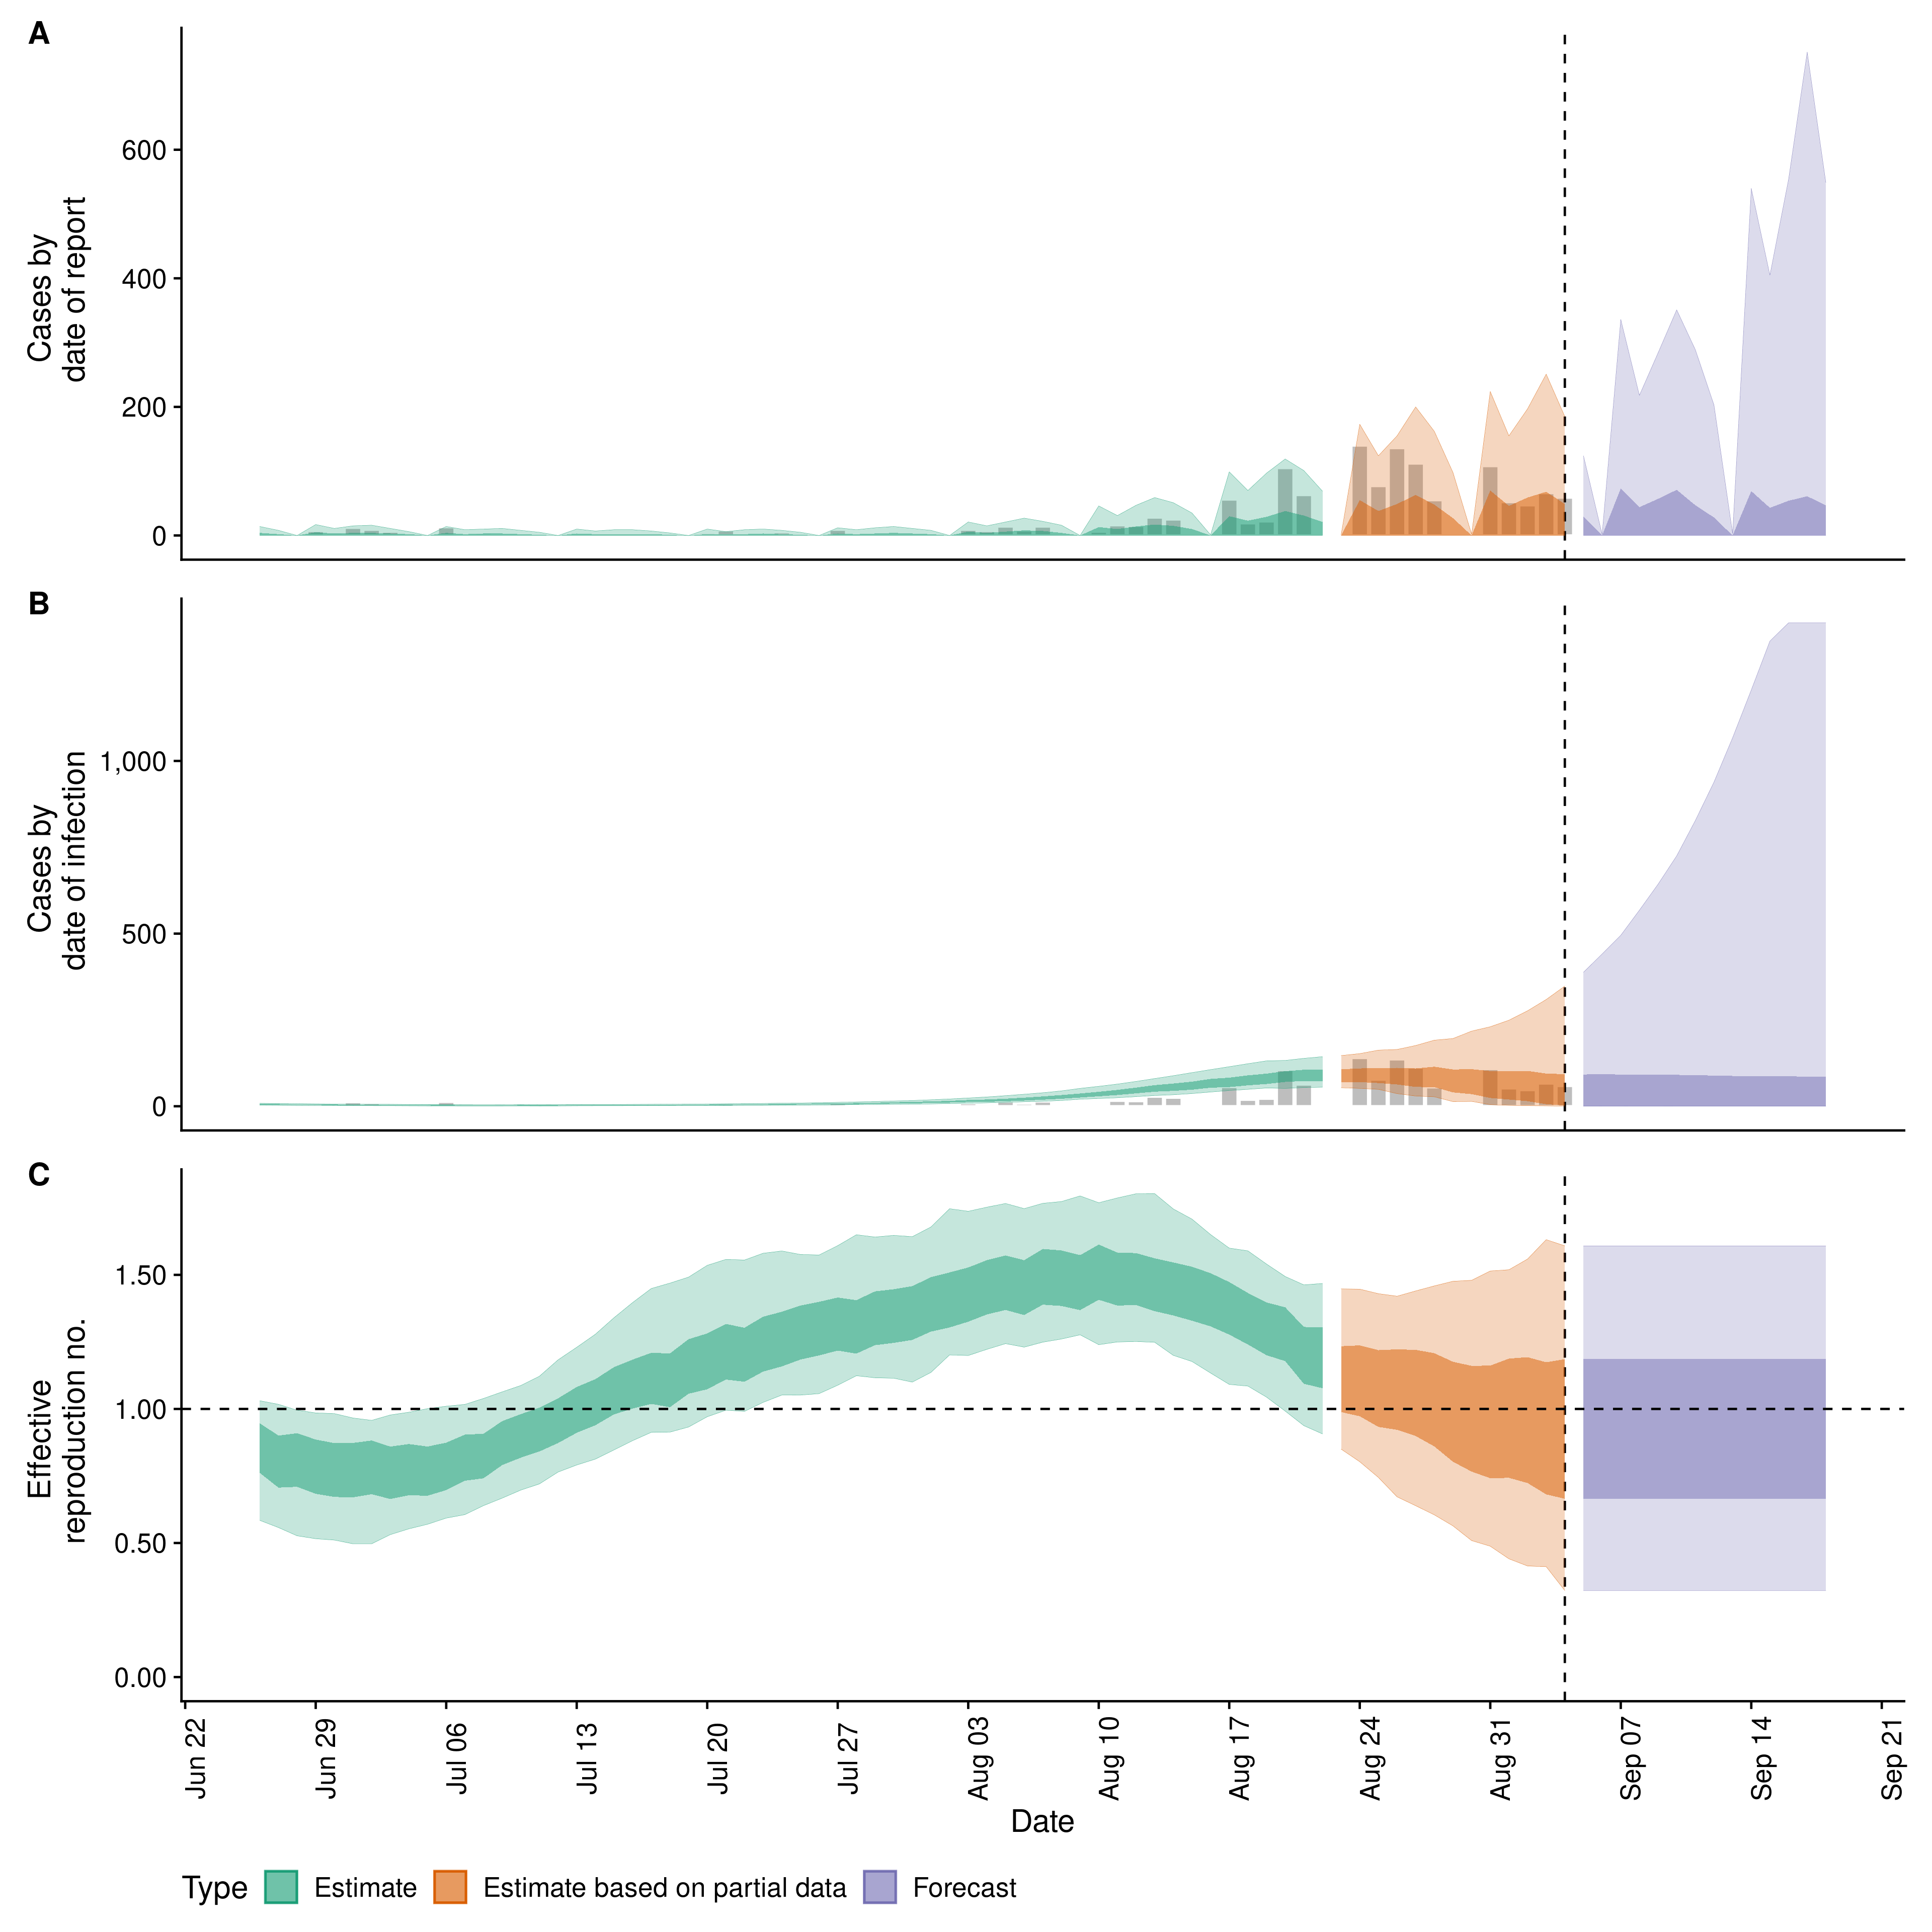 A
Cases by
date of report
600
400
200
0
B
Cases by
date of infection
1,000
500
0
C
Effective
reproduction no.
1.50
1.00
0.50
0.00
Jun 22
Jun 29
Jul 06
Jul 13
Jul 20
Jul 27
Aug 03
Aug 10
Aug 17
Aug 24
Aug 31
Sep 07
Sep 14
Sep 21
Date
Type Estimate Estimate based on partial data Forecast